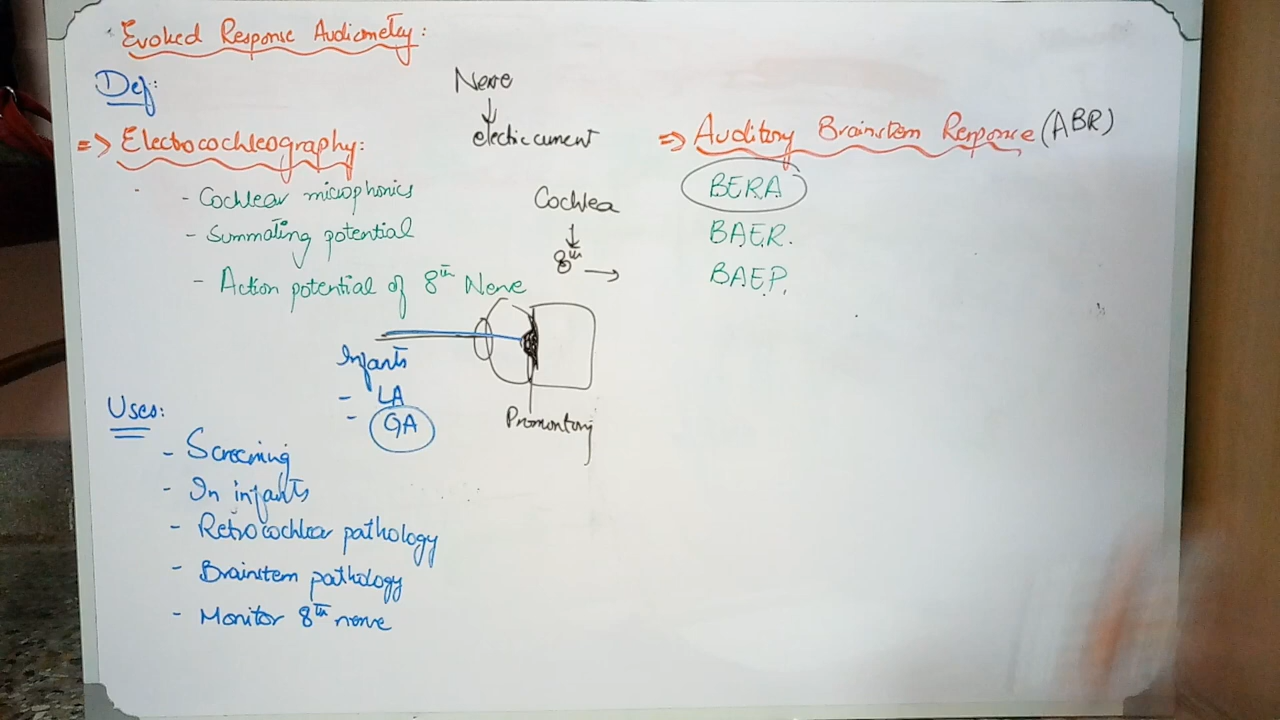 Evoked Response Audiometry:
Def:
Nerve
electric current
=> Electrocochleography:
- Cochlear microphonics
- Summating potential
- Action potential of 8th Nerve
Cochlea
8th
Infants
- LA
- GA
Promontory
Uses:
- Screening
- In infants
- Retrocochlear pathology
- Brainstem pathology
- Monitor 8th nerve
=> Auditory Brainstem Response (ABR)
BERA
BAER.
BAEP.